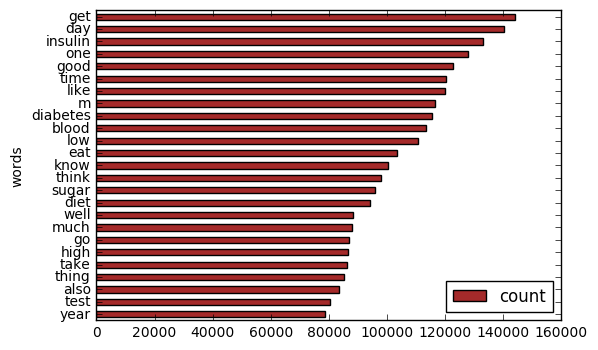 get
day
insulin
one
good
time
like
m
diabetes
blood
low
eat
know
think
sugar
diet
well
much
go
high
take
thing
also
test
year
words
count
0 20000 40000 60000 80000 100000 120000 140000 160000